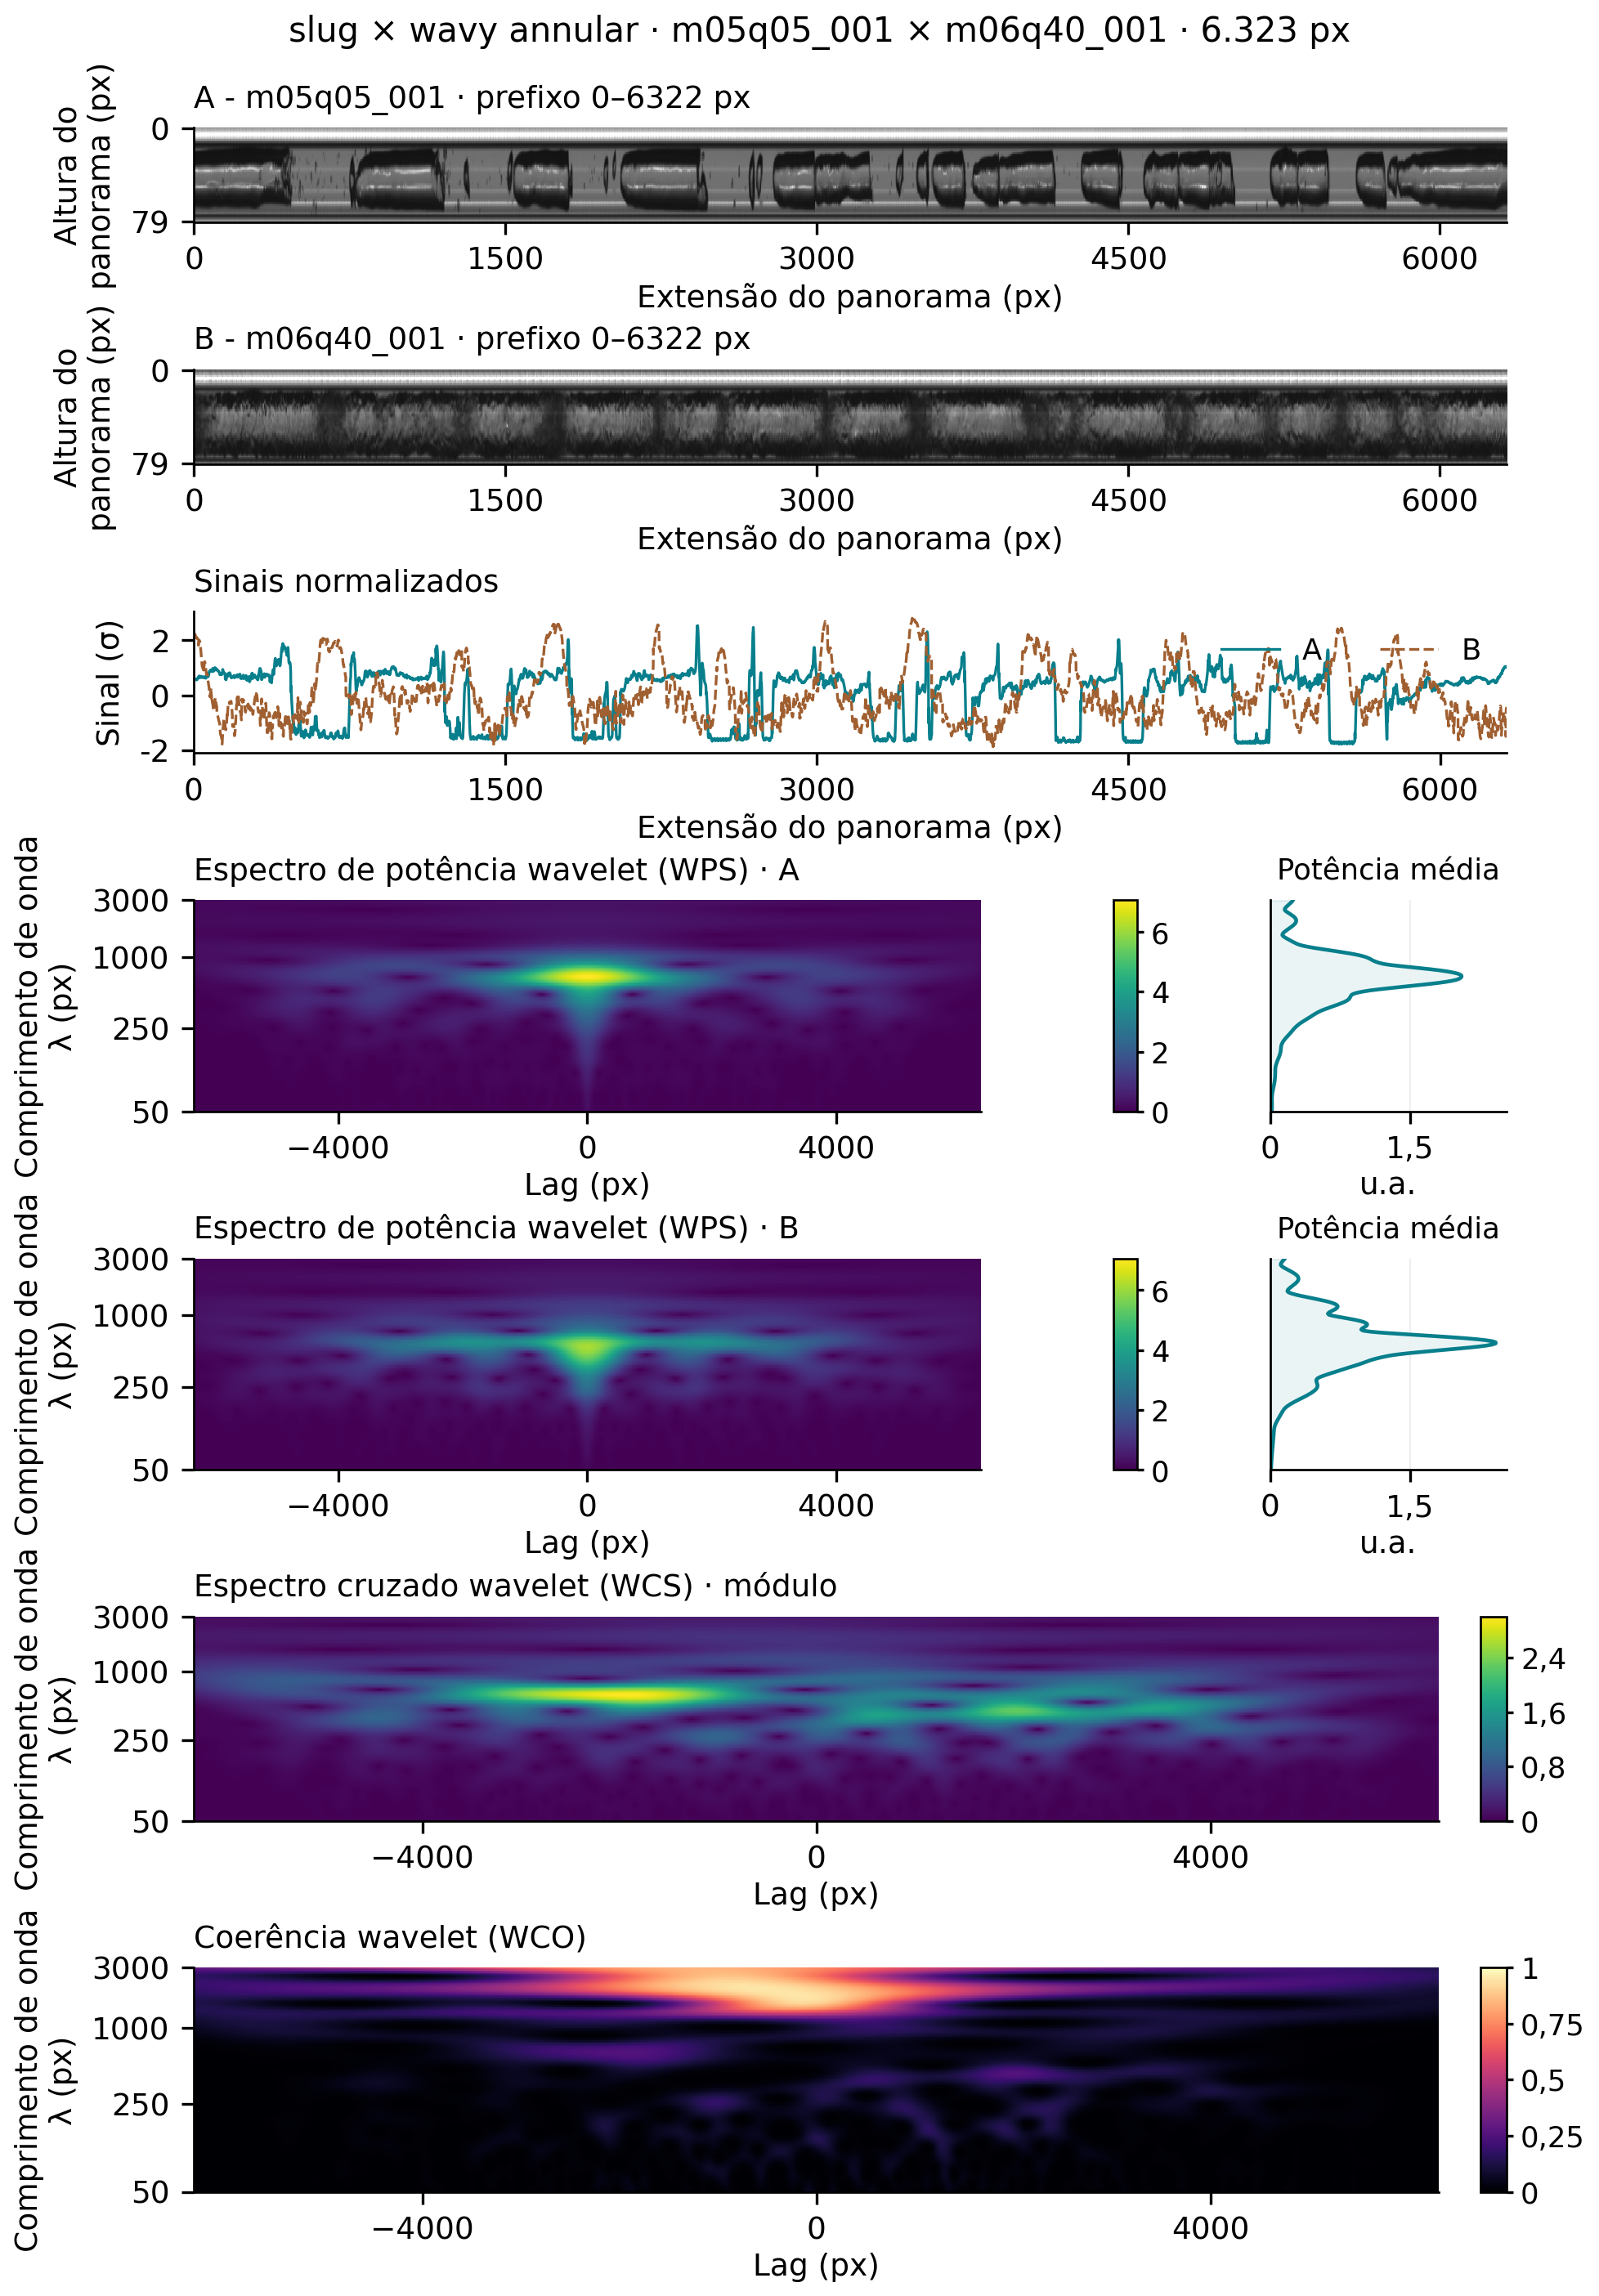 slug × wavy annular · m05q05_001 × m06q40_001 · 6.323 px
A - m05q05_001 · prefixo 0–6322 px
Altura do
panorama (px)
0
79
0 1500 3000 4500 6000
Extensão do panorama (px)
B - m06q40_001 · prefixo 0–6322 px
Altura do
panorama (px)
0
79
0 1500 3000 4500 6000
Extensão do panorama (px)
Sinais normalizados
Sinal (σ)
2
0
-2
A B
0 1500 3000 4500 6000
Extensão do panorama (px)
Espectro de potência wavelet (WPS) · A
Comprimento de onda
λ (px)
3000
1000
250
50
−4000 0 4000
Lag (px)
6
4
2
0
Potência média
0 1,5
u.a.
Espectro de potência wavelet (WPS) · B
Comprimento de onda
λ (px)
3000
1000
250
50
−4000 0 4000
Lag (px)
6
4
2
0
Potência média
0 1,5
u.a.
Espectro cruzado wavelet (WCS) · módulo
Comprimento de onda
λ (px)
3000
1000
250
50
−4000 0 4000
Lag (px)
2,4
1,6
0,8
0
Coerência wavelet (WCO)
Comprimento de onda
λ (px)
3000
1000
250
50
−4000 0 4000
Lag (px)
1
0,75
0,5
0,25
0